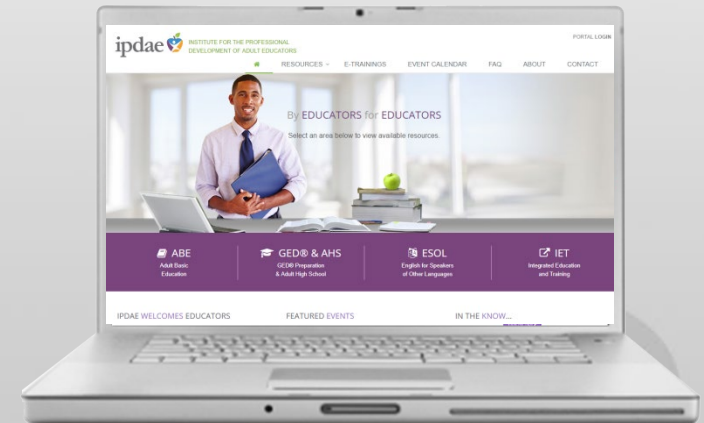 ipdae
INSTITUTE FOR THE PROFESSIONAL
DEVELOPMENT OF ADULT EDUCATORS
PORTAL LOGIN
RESOURCES
E-TRAININGS
EVENT CALENDAR
FAQ
ABOUT
CONTACT
By EDUCATORS for EDUCATORS
Select an area below to view available resources.
ABE
Adult Basic
Education
GED® & AHS
GED® Preparation
& Adult High School
ESOL
English for Speakers
of Other Languages
IET
Integrated Education
and Training
IPDAE WELCOMES EDUCATORS
FEATURED EVENTS
IN THE KNOW...